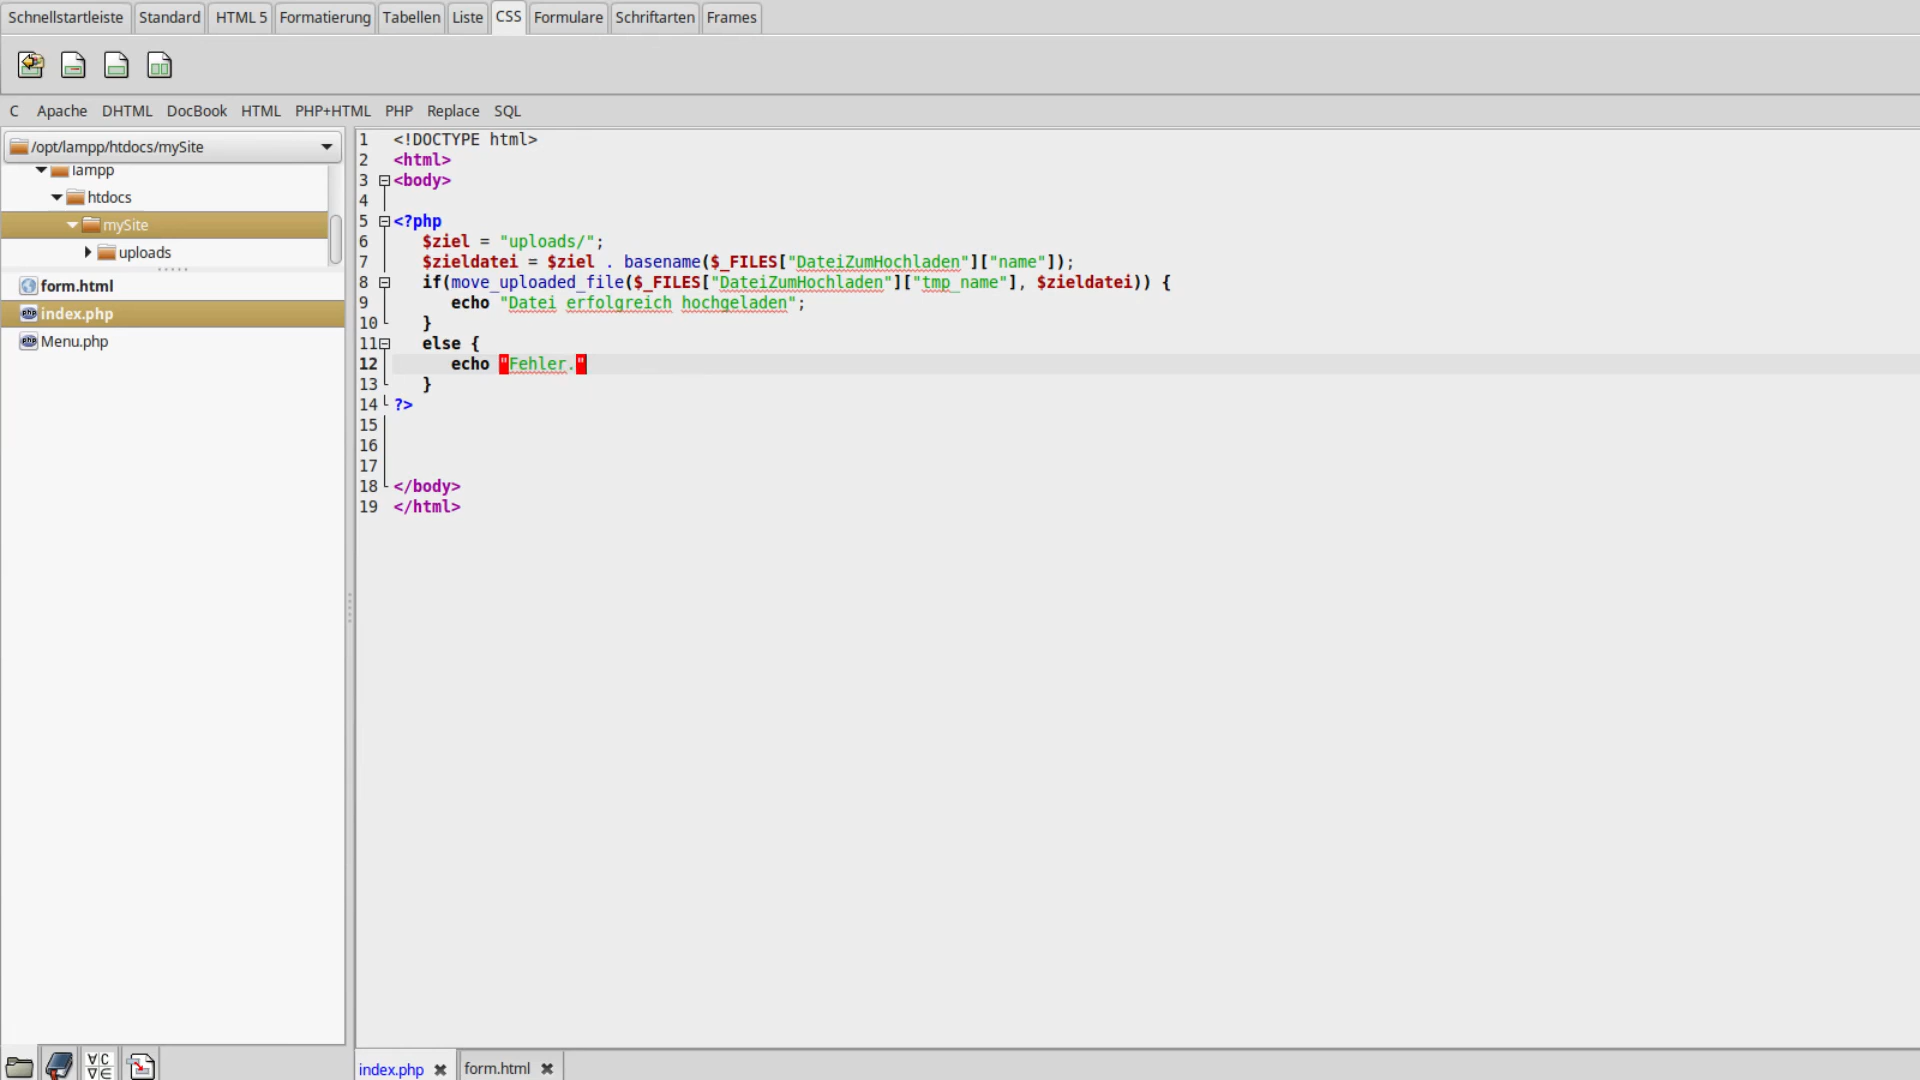 Schnellstartleiste Standard HTML 5 Formatierung Tabellen Liste CSS Formulare Schriftarten Frames
C Apache DHTML DocBook HTML PHP+HTML PHP Replace SQL
/opt/lampp/htdocs/mySite
lampp
htdocs
mySite
uploads
form.html
index.php
Menu.php
1 <!DOCTYPE html>
2 <html>
3 <body>
4
5 <?php
6 $ziel = "uploads/";
7 $zieldatei = $ziel . basename($_FILES["DateiZumHochladen"]["name"]);
8 if(move_uploaded_file($_FILES["DateiZumHochladen"]["tmp_name"], $zieldatei)) {
9 echo "Datei erfolgreich hochgeladen";
10 }
11 else {
12 echo "Fehler."
13 }
14 ?>
15
16
17
18 </body>
19 </html>
index.php form.html